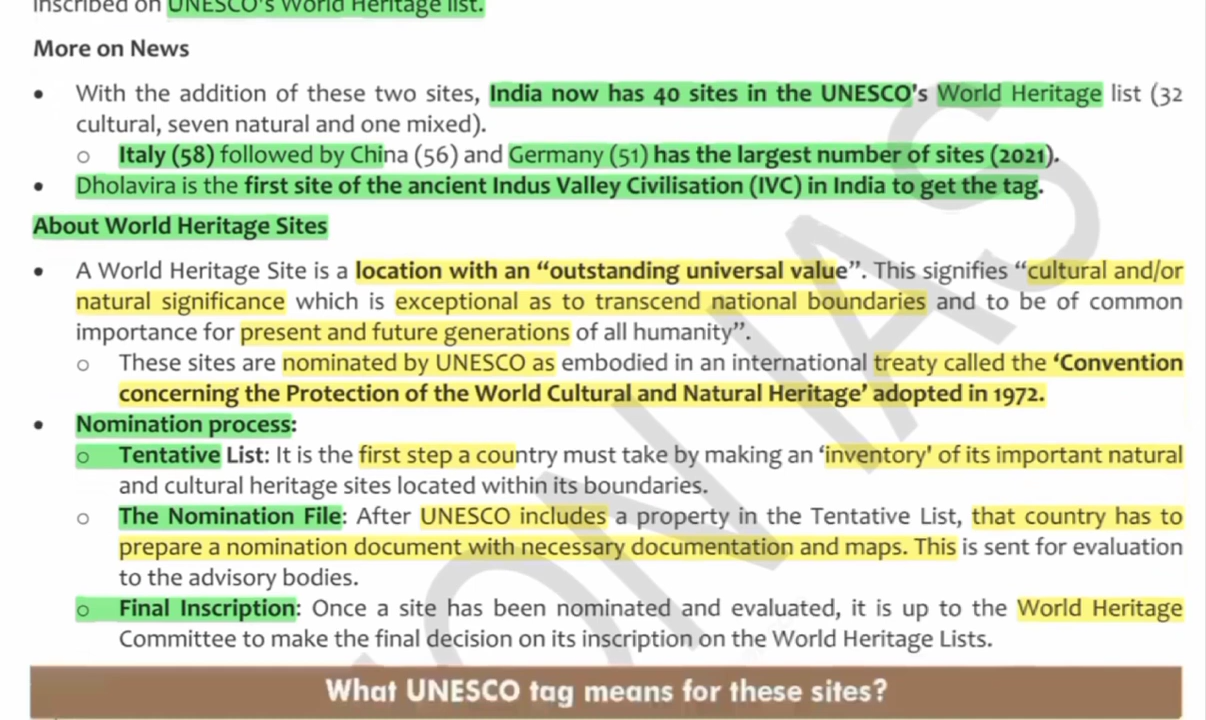 inscribed on UNESCO's World Heritage list.
More on News
• With the addition of these two sites, India now has 40 sites in the UNESCO's World Heritage list (32
cultural, seven natural and one mixed).
o Italy (58) followed by China (56) and Germany (51) has the largest number of sites (2021).
• Dholavira is the first site of the ancient Indus Valley Civilisation (IVC) in India to get the tag.
About World Heritage Sites
• A World Heritage Site is a location with an “outstanding universal value”. This signifies “cultural and/or
natural significance which is exceptional as to transcend national boundaries and to be of common
importance for present and future generations of all humanity”.
o These sites are nominated by UNESCO as embodied in an international treaty called the ‘Convention
concerning the Protection of the World Cultural and Natural Heritage’ adopted in 1972.
• Nomination process:
o Tentative List: It is the first step a country must take by making an ‘inventory’ of its important natural
and cultural heritage sites located within its boundaries.
o The Nomination File: After UNESCO includes a property in the Tentative List, that country has to
prepare a nomination document with necessary documentation and maps. This is sent for evaluation
to the advisory bodies.
o Final Inscription: Once a site has been nominated and evaluated, it is up to the World Heritage
Committee to make the final decision on its inscription on the World Heritage Lists.
What UNESCO tag means for these sites?
ON IAS